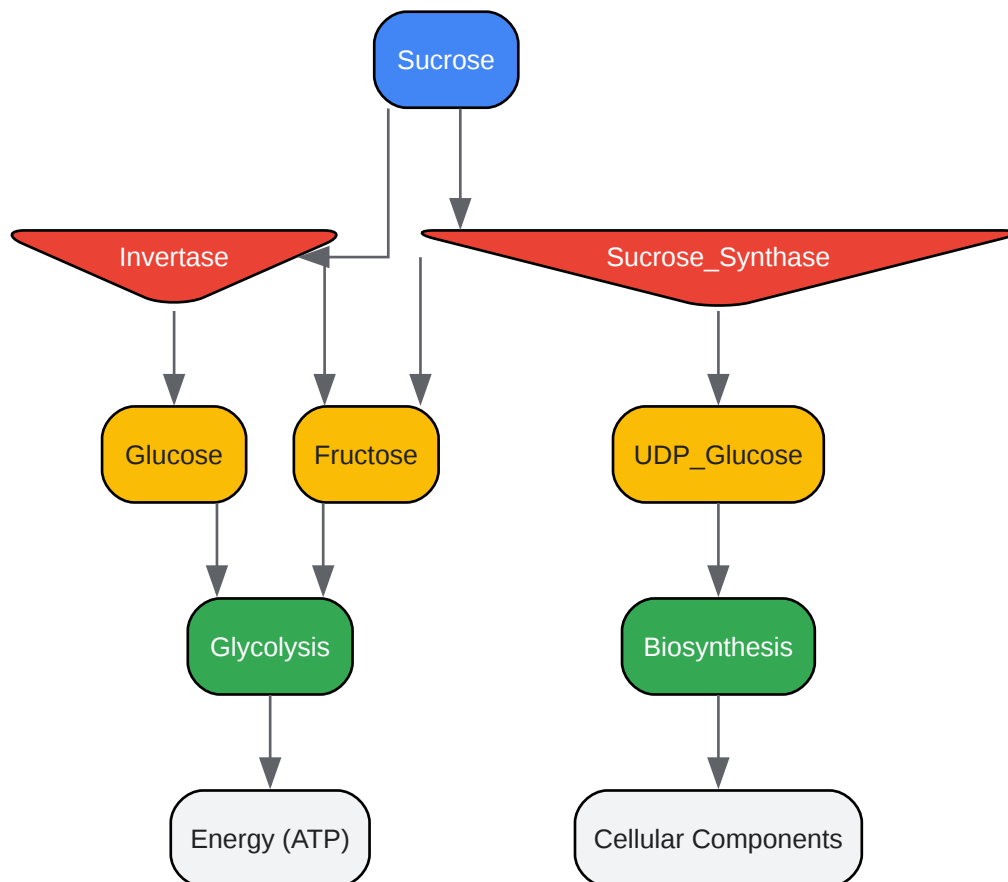 Sucrose
Invertase
Sucrose_Synthase
Glucose
Fructose
UDP_Glucose
Glycolysis
Biosynthesis
Energy (ATP)
Cellular Components